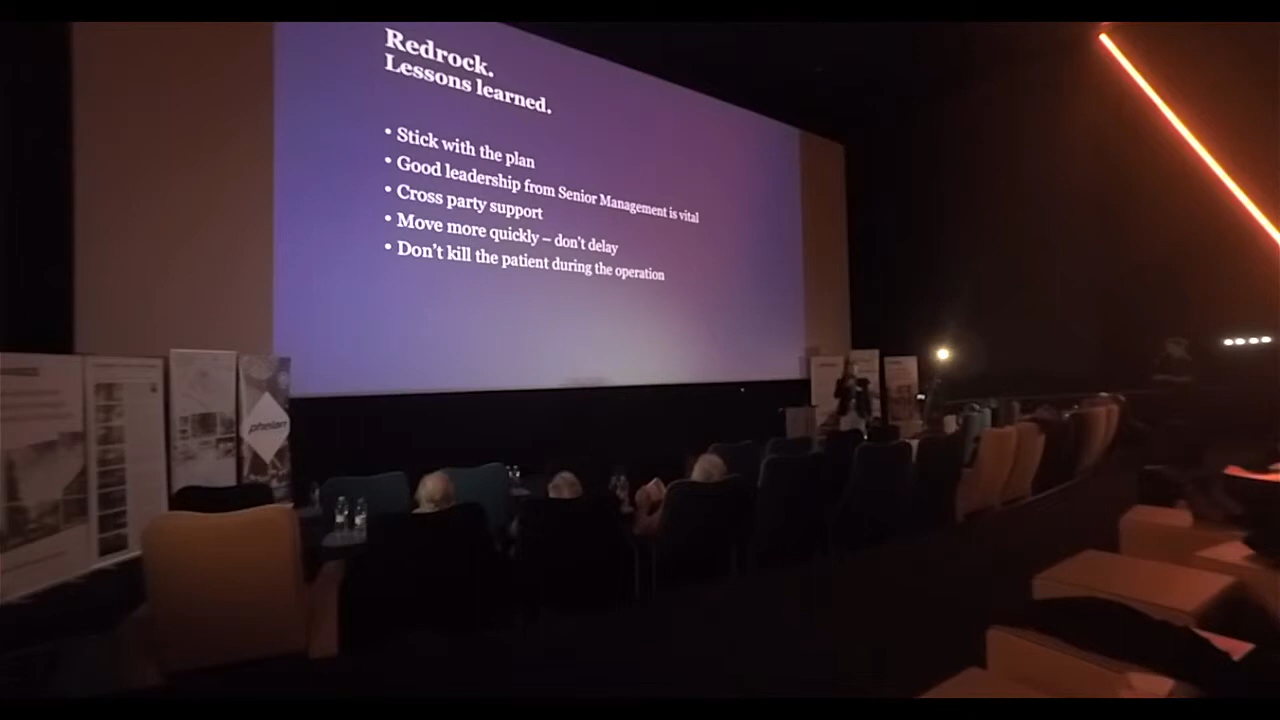 Redrock.
Lessons learned.
• Stick with the plan
• Good leadership from Senior Management is vital
• Cross party support
• Move more quickly – don't delay
• Don't kill the patient during the operation
phelan